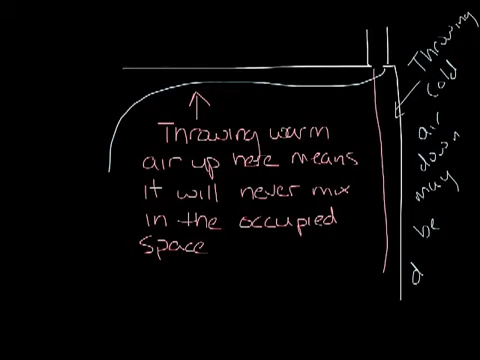 Throwing warm
air up here means
it will never mix
in the occupied
space
Throwing
cold
air
down
may
be
d